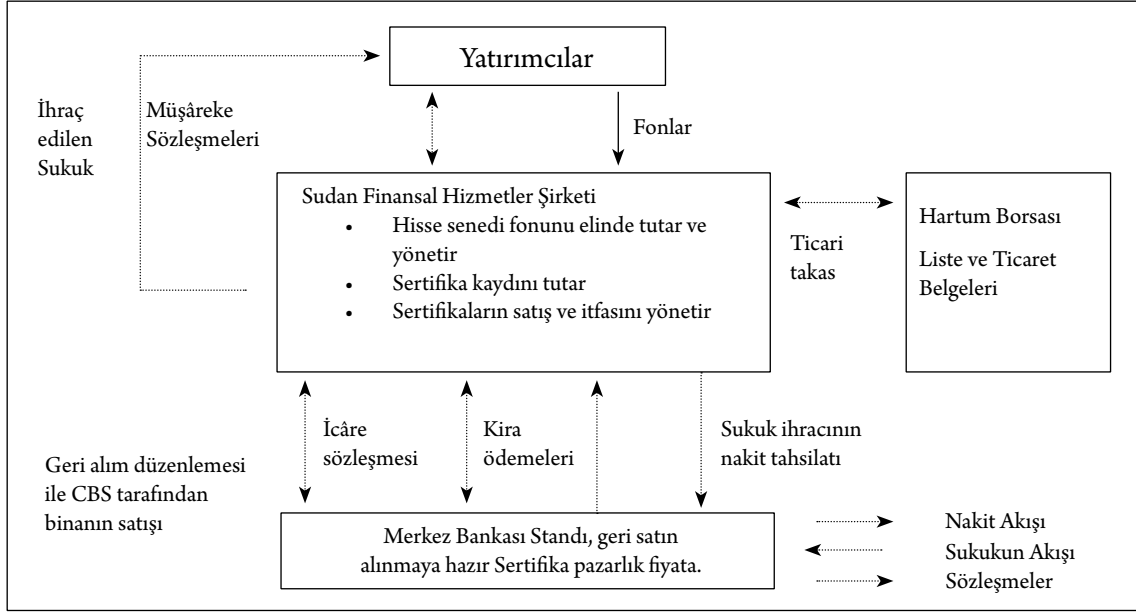 Yatırımcılar
İhraç
edilen
Sukuk
Müşâreke
Sözleşmeleri
Fonlar
Sudan Finansal Hizmetler Şirketi
• Hisse senedi fonunu elinde tutar ve
yönetir
• Sertifika kaydını tutar
• Sertifikaların satış ve itfasını yönetir
Ticari
takas
Hartum Borsası
Liste ve Ticaret
Belgeleri
Geri alım düzenlemesi
ile CBS tarafından
binanın satışı
İcâre
sözleşmesi
Kira
ödemeleri
Sukuk ihracının
nakit tahsilatı
Merkez Bankası Standı, geri satın
alınmaya hazır Sertifika pazarlık fiyata.
Nakit Akışı
Sukukun Akışı
Sözleşmeler